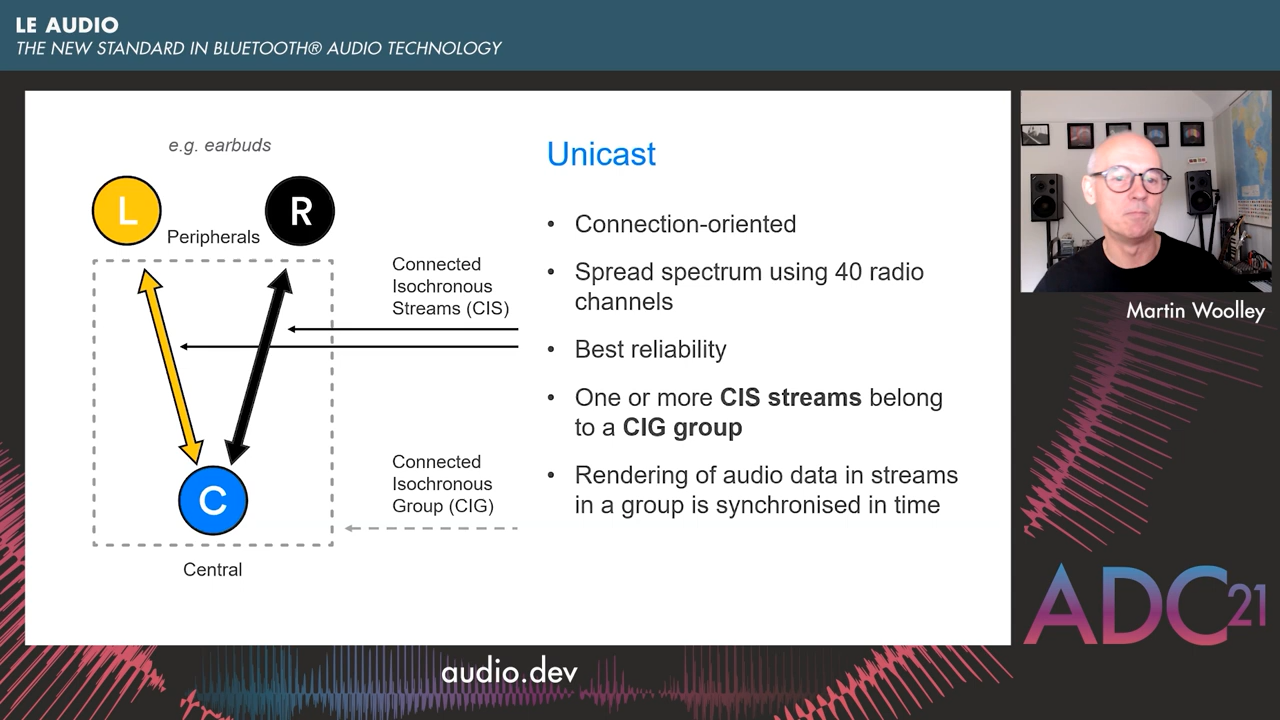 LE AUDIO
THE NEW STANDARD IN BLUETOOTH® AUDIO TECHNOLOGY
e.g. earbuds
L
R
Peripherals
Connected
Isochronous
Streams (CIS)
Connected
Isochronous
Group (CIG)
C
Central
Unicast
• Connection-oriented
• Spread spectrum using 40 radio
channels
• Best reliability
• One or more CIS streams belong
to a CIG group
• Rendering of audio data in streams
in a group is synchronised in time
Martin Woolley
ADC21
audio.dev